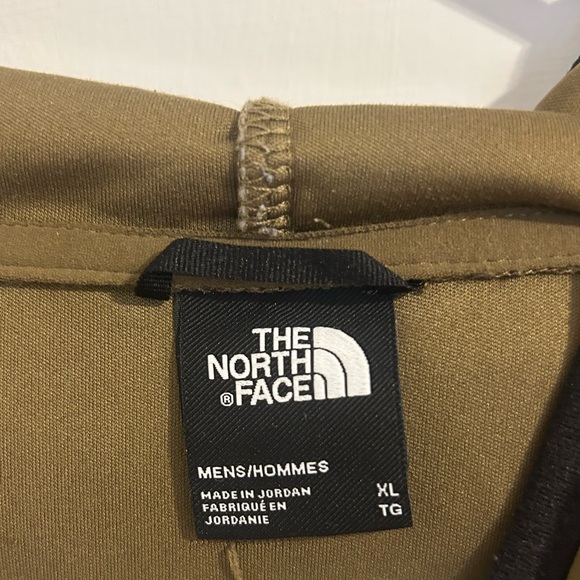 THE
NORTH
® FACE
MENS/HOMMES
MADE IN JORDAN XL
FABRIQUÉ EN TG
JORDANIE